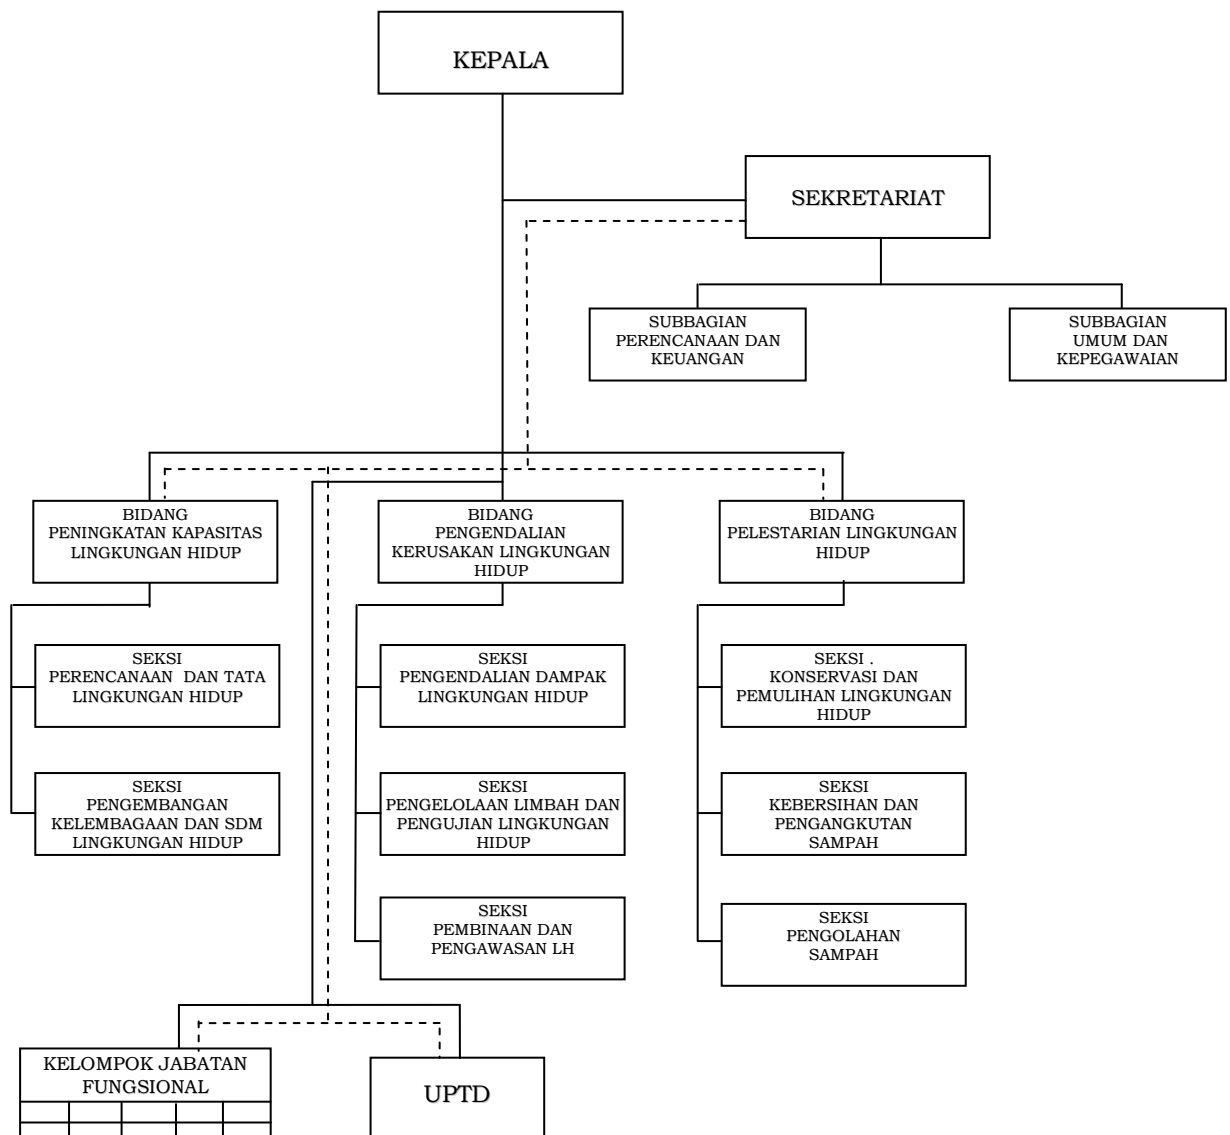 KEPALA
SEKRETARIAT
SUBBAGIAN
PERENCANAAN DAN
KEUANGAN
SUBBAGIAN
UMUM DAN
KEPEGAWAIAN
BIDANG
PENINGKATAN KAPASITAS
LINGKUNGAN HIDUP
BIDANG
PENGENDALIAN
KERUSAKAN LINGKUNGAN
HIDUP
BIDANG
PELESTARIAN LINGKUNGAN
HIDUP
SEKSI
PERENCANAAN DAN TATA
LINGKUNGAN HIDUP
SEKSI
PENGENDALIAN DAMPAK
LINGKUNGAN HIDUP
SEKSI .
KONSERVASI DAN
PEMULIHAN LINGKUNGAN
HIDUP
SEKSI
PENGEMBANGAN
KELEMBAGAAN DAN SDM
LINGKUNGAN HIDUP
SEKSI
PENGELOLAAN LIMBAH DAN
PENGUJIAN LINGKUNGAN
HIDUP
SEKSI
KEBERSIHAN DAN
PENGANGKUTAN
SAMPAH
SEKSI
PEMBINAAN DAN
PENGAWASAN LH
SEKSI
PENGOLAHAN
SAMPAH
KELOMPOK JABATAN
FUNGSIONAL
UPTD